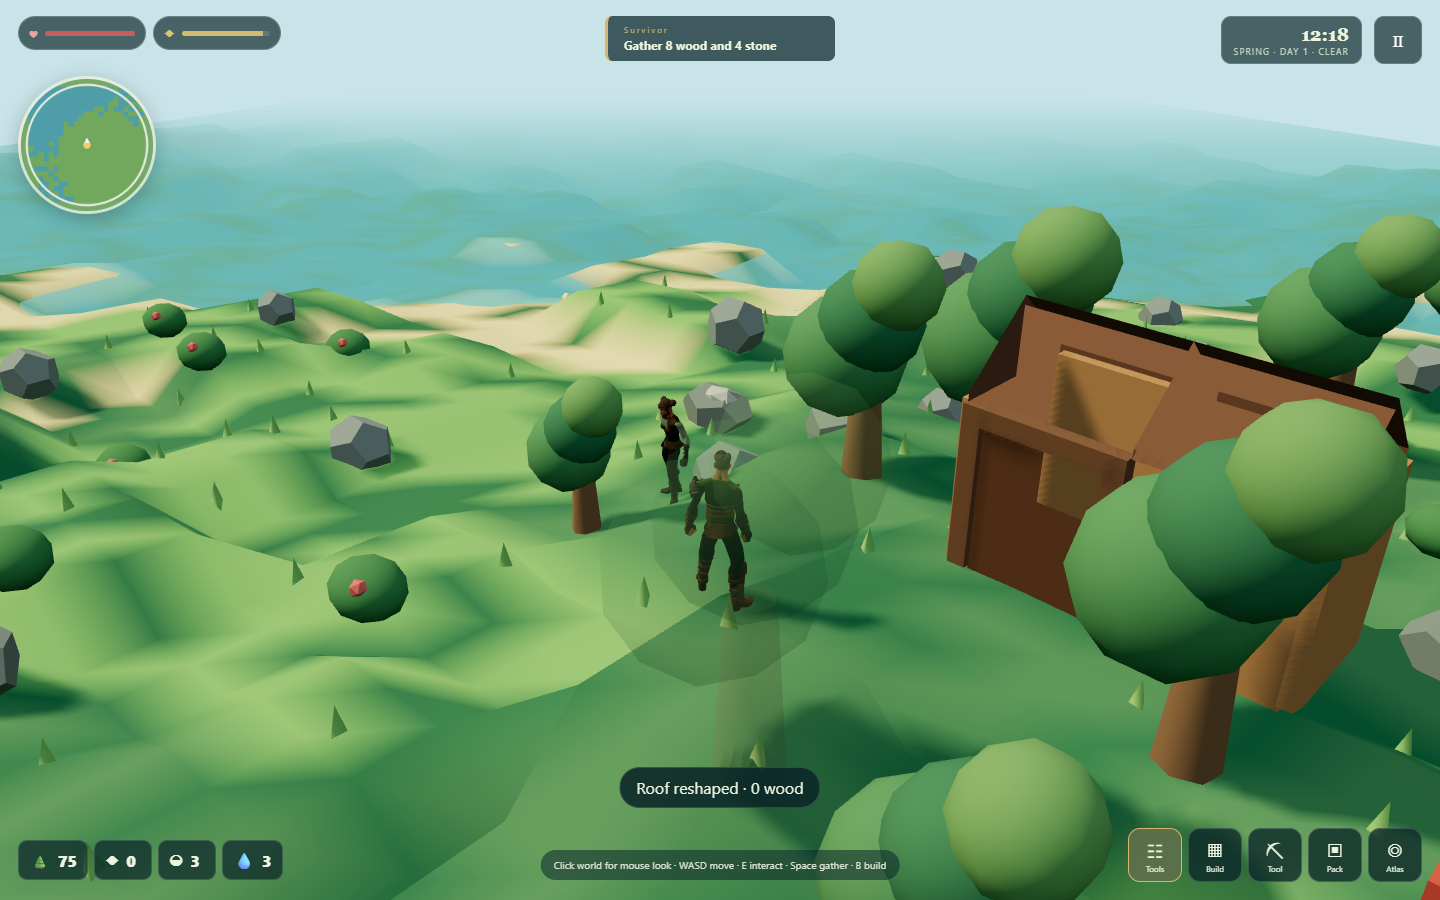 Survivor
Gather 8 wood and 4 stone
12:18
SPRING · DAY 1 · CLEAR
Roof reshaped · 0 wood
75
0
3
3
Click world for mouse look · WASD move · E interact · Space gather · B build
Tools
Build
Tool
Pack
Atlas